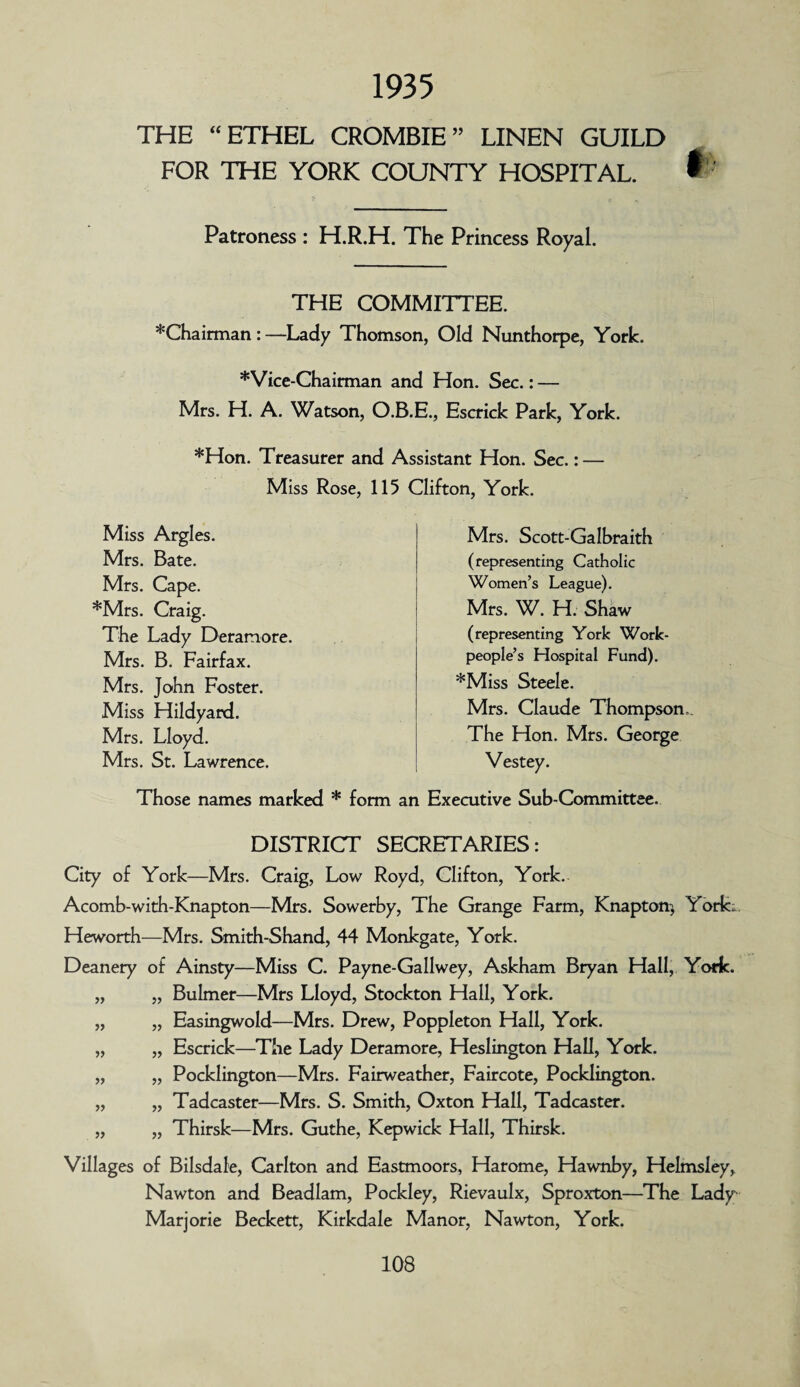 1935
THE “ETHEL CROMBIE” LINEN GUILD
FOR THE YORK COUNTY HOSPITAL.
Patroness : H.R.H. The Princess Royal.
THE COMMITTEE.
*Chairman :—Lady Thomson, Old Nunthorpe, York.
*Vice-Chairman and Hon. Sec. : —
Mrs. H. A. Watson, O.B.E., Escrick Park, York.
*Hon. Treasurer and Assistant Hon. Sec. : —
Miss Rose, 115 Clifton, York.
Miss Argles.
Mrs. Bate.
Mrs. Cape.
*Mrs. Craig.
The Lady Deramore.
Mrs. B. Fairfax.
Mrs. John Foster.
Miss Hildyard.
Mrs. Lloyd.
Mrs. St. Lawrence.
Mrs. Scott-Galbraith
(representing Catholic
Women’s League).
Mrs. W. H. Shaw
(representing York Work-
people’s Hospital Fund).
*Miss Steele.
Mrs. Claude Thompson.
The Hon. Mrs. George
Vestey.
Those names marked * form an Executive Sub-Committee.
DISTRICT SECRETARIES :
City of York—Mrs. Craig, Low Royd, Clifton, York.
Acomb-with-Knapton—Mrs. Sowerby, The Grange Farm, Knapton, York.
Heworth—Mrs. Smith-Shand, 44 Monkgate, York.
Deanery of Ainsty—Miss C. Payne-Gallwey, Askham Bryan Hall, York.
„ „ Bulmer—Mrs Lloyd, Stockton Hall, York.
„ „ Easingwold—Mrs. Drew, Poppleton Hall, York.
„ „ Escrick—The Lady Deramore, Heslington Hall, York.
„ „ Pocklington—Mrs. Fairweather, Faircote, Pocklington.
„ „ Tadcaster—Mrs. S. Smith, Oxton Hall, Tadcaster.
„ „ Thirsk—Mrs. Guthe, Kepwick Hall, Thirsk.
Villages of Bilsdale, Carlton and Eastmoors, Harome, Hawnby, Helmsley,
Nawton and Beadlam, Pockley, Rievaulx, Sproxton—The Lady
Marjorie Beckett, Kirkdale Manor, Nawton, York.
108